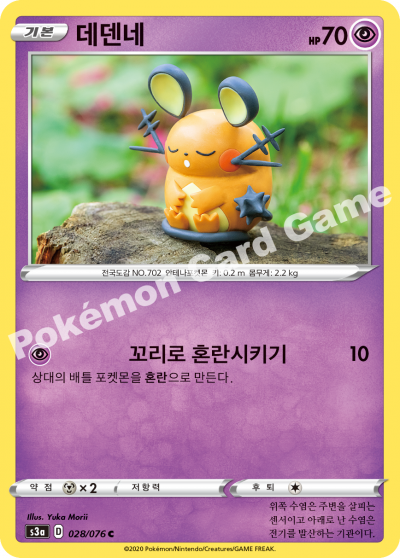 기본 데덴네 HP 70
전국도감 NO.702 안테나포켓몬 키: 0.2 m 몸무게: 2.2 kg
Pokémon Card Game
꼬리로 혼란시키기 10
상대의 배틀 포켓몬을 혼란으로 만든다.
약점 ×2 저항력 후퇴
Illus. Yuka Morii
s3a D 028/076 C
위쪽 수염은 주변을 살피는
센서이고 아래로 난 수염은
전기를 발산하는 기관이다.
©2020 Pokémon/Nintendo/Creatures/GAME FREAK.